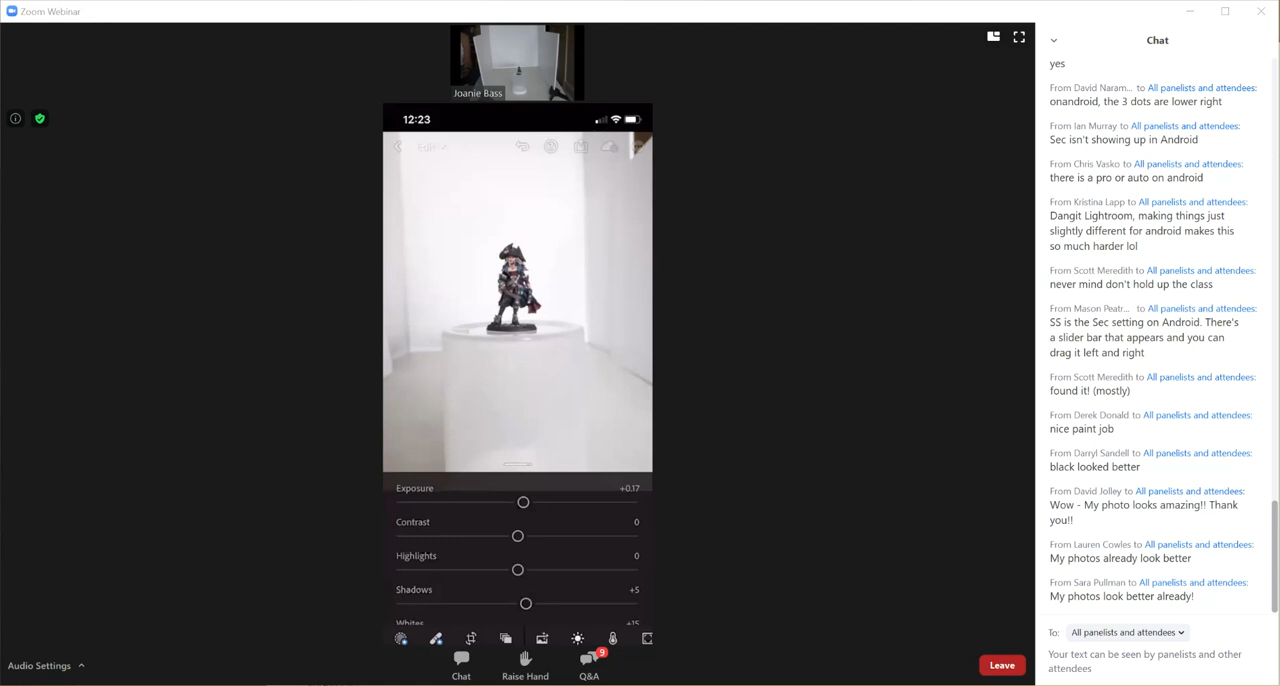 Zoom Webinar
Joanie Bass
12:23
Edit
Exposure +0.17
Contrast 0
Highlights 0
Shadows +5
Whites +15
Audio Settings
Chat
Raise Hand
9
Q&A
Leave
Chat
yes
From David Naram... to All panelists and attendees:
onandroid, the 3 dots are lower right
From Ian Murray to All panelists and attendees:
Sec isn't showing up in Android
From Chris Vasko to All panelists and attendees:
there is a pro or auto on android
From Kristina Lapp to All panelists and attendees:
Dangit Lightroom, making things just
slightly different for android makes this
so much harder lol
From Scott Meredith to All panelists and attendees:
never mind don't hold up the class
From Mason Peatr... to All panelists and attendees:
SS is the Sec setting on Android. There's
a slider bar that appears and you can
drag it left and right
From Scott Meredith to All panelists and attendees:
found it! (mostly)
From Derek Donald to All panelists and attendees:
nice paint job
From Darryl Sandell to All panelists and attendees:
black looked better
From David Jolley to All panelists and attendees:
Wow - My photo looks amazing!! Thank
you!!
From Lauren Cowles to All panelists and attendees:
My photos already look better
From Sara Pullman to All panelists and attendees:
My photos look better already!
To: All panelists and attendees
Your text can be seen by panelists and other
attendees